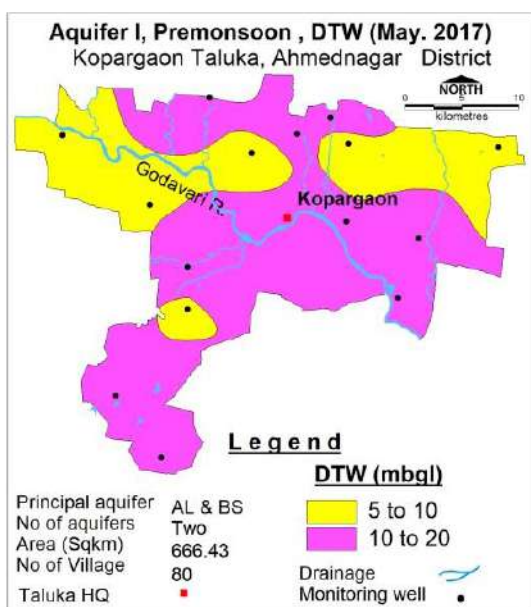 Aquifer I, Premonsoon , DTW (May. 2017)
Kopargaon Taluka, Ahmednagar District
NORTH
0 5 10
kilometres
Godavari R.
Kopargaon
Legend
DTW (mbgl)
5 to 10
10 to 20
Drainage
Monitoring well
Principal aquifer AL & BS
No of aquifers Two
Area (Sqkm) 666.43
No of Village 80
Taluka HQ